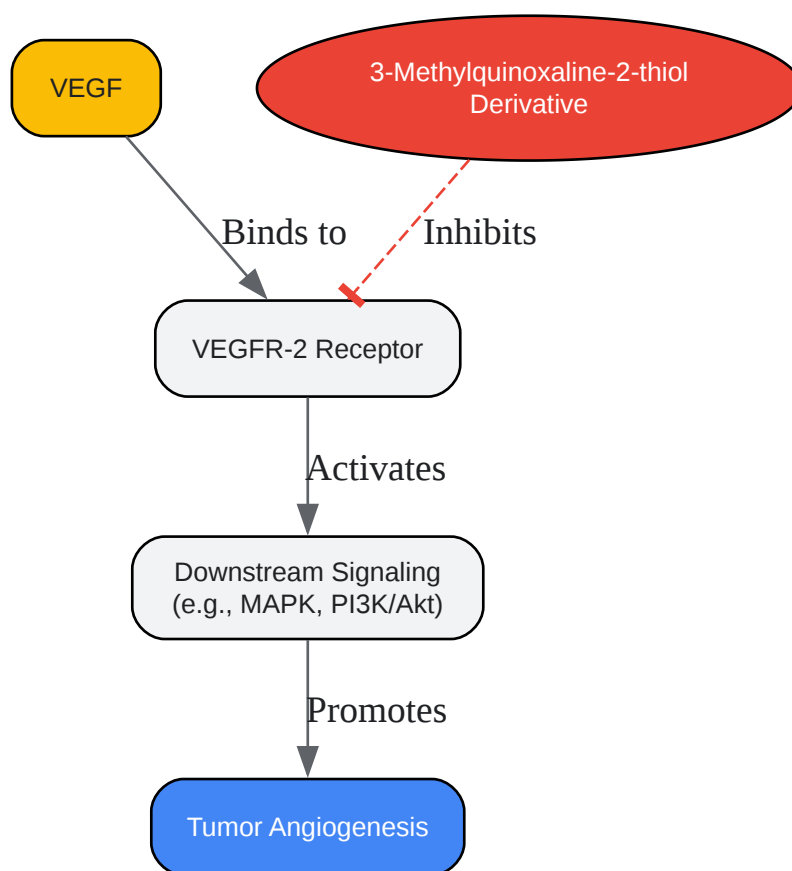 VEGF
3-Methylquinoxaline-2-thiol
Derivative
Binds to
Inhibits
VEGFR-2 Receptor
Activates
Downstream Signaling
(e.g., MAPK, PI3K/Akt)
Promotes
Tumor Angiogenesis